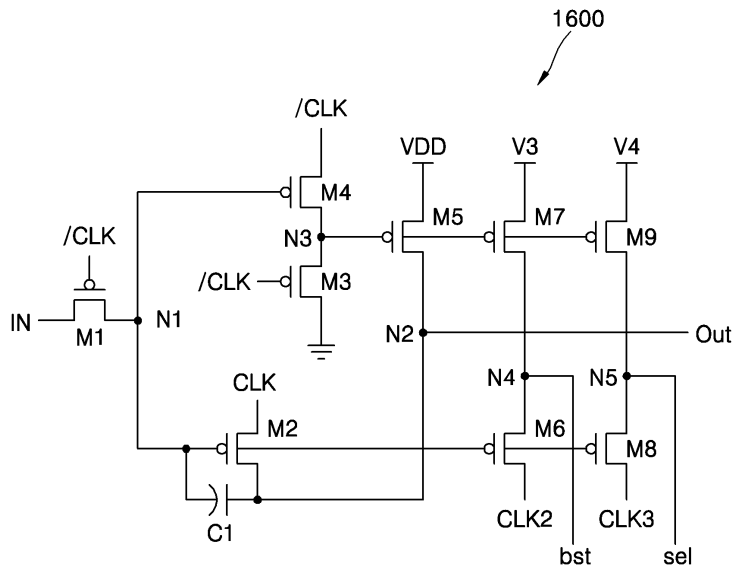 1600
/CLK
VDD
V3
V4
M4
M5
M7
M9
/CLK
N3
/CLK
M3
IN
M1
N1
N2
Out
CLK
N4
N5
M2
M6
M8
C1
CLK2
CLK3
bst
sel